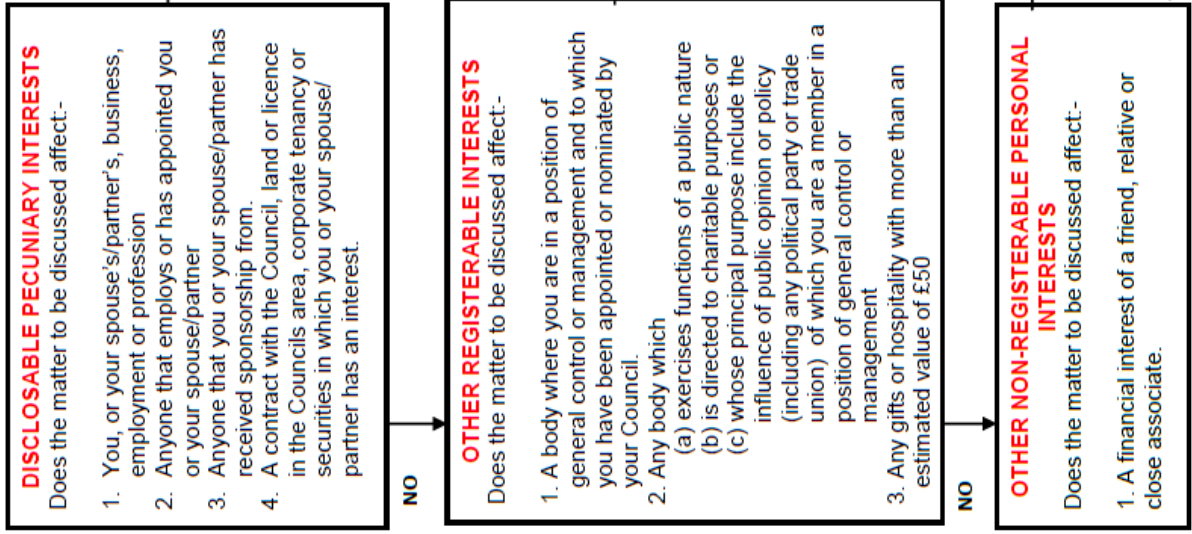 DISCLOSABLE PECUNIARY INTERESTS
Does the matter to be discussed affect:-
1. You, or your spouse's/partner's, business,
employment or profession
2. Anyone that employs or has appointed you
or your spouse/partner
3. Anyone that you or your spouse/partner has
received sponsorship from.
4. A contract with the Council, land or licence
in the Councils area, corporate tenancy or
securities in which you or your spouse/
partner has an interest.
NO
OTHER REGISTERABLE INTERESTS
Does the matter to be discussed affect:-
1. A body where you are in a position of
general control or management and to which
you have been appointed or nominated by
your Council.
2. Any body which
(a) exercises functions of a public nature
(b) is directed to charitable purposes or
(c) whose principal purpose include the
influence of public opinion or policy
(including any political party or trade
union) of which you are a member in a
position of general control or
management
3. Any gifts or hospitality with more than an
estimated value of £50
NO
OTHER NON-REGISTERABLE PERSONAL
INTERESTS
Does the matter to be discussed affect:-
1. A financial interest of a friend, relative or
close associate.